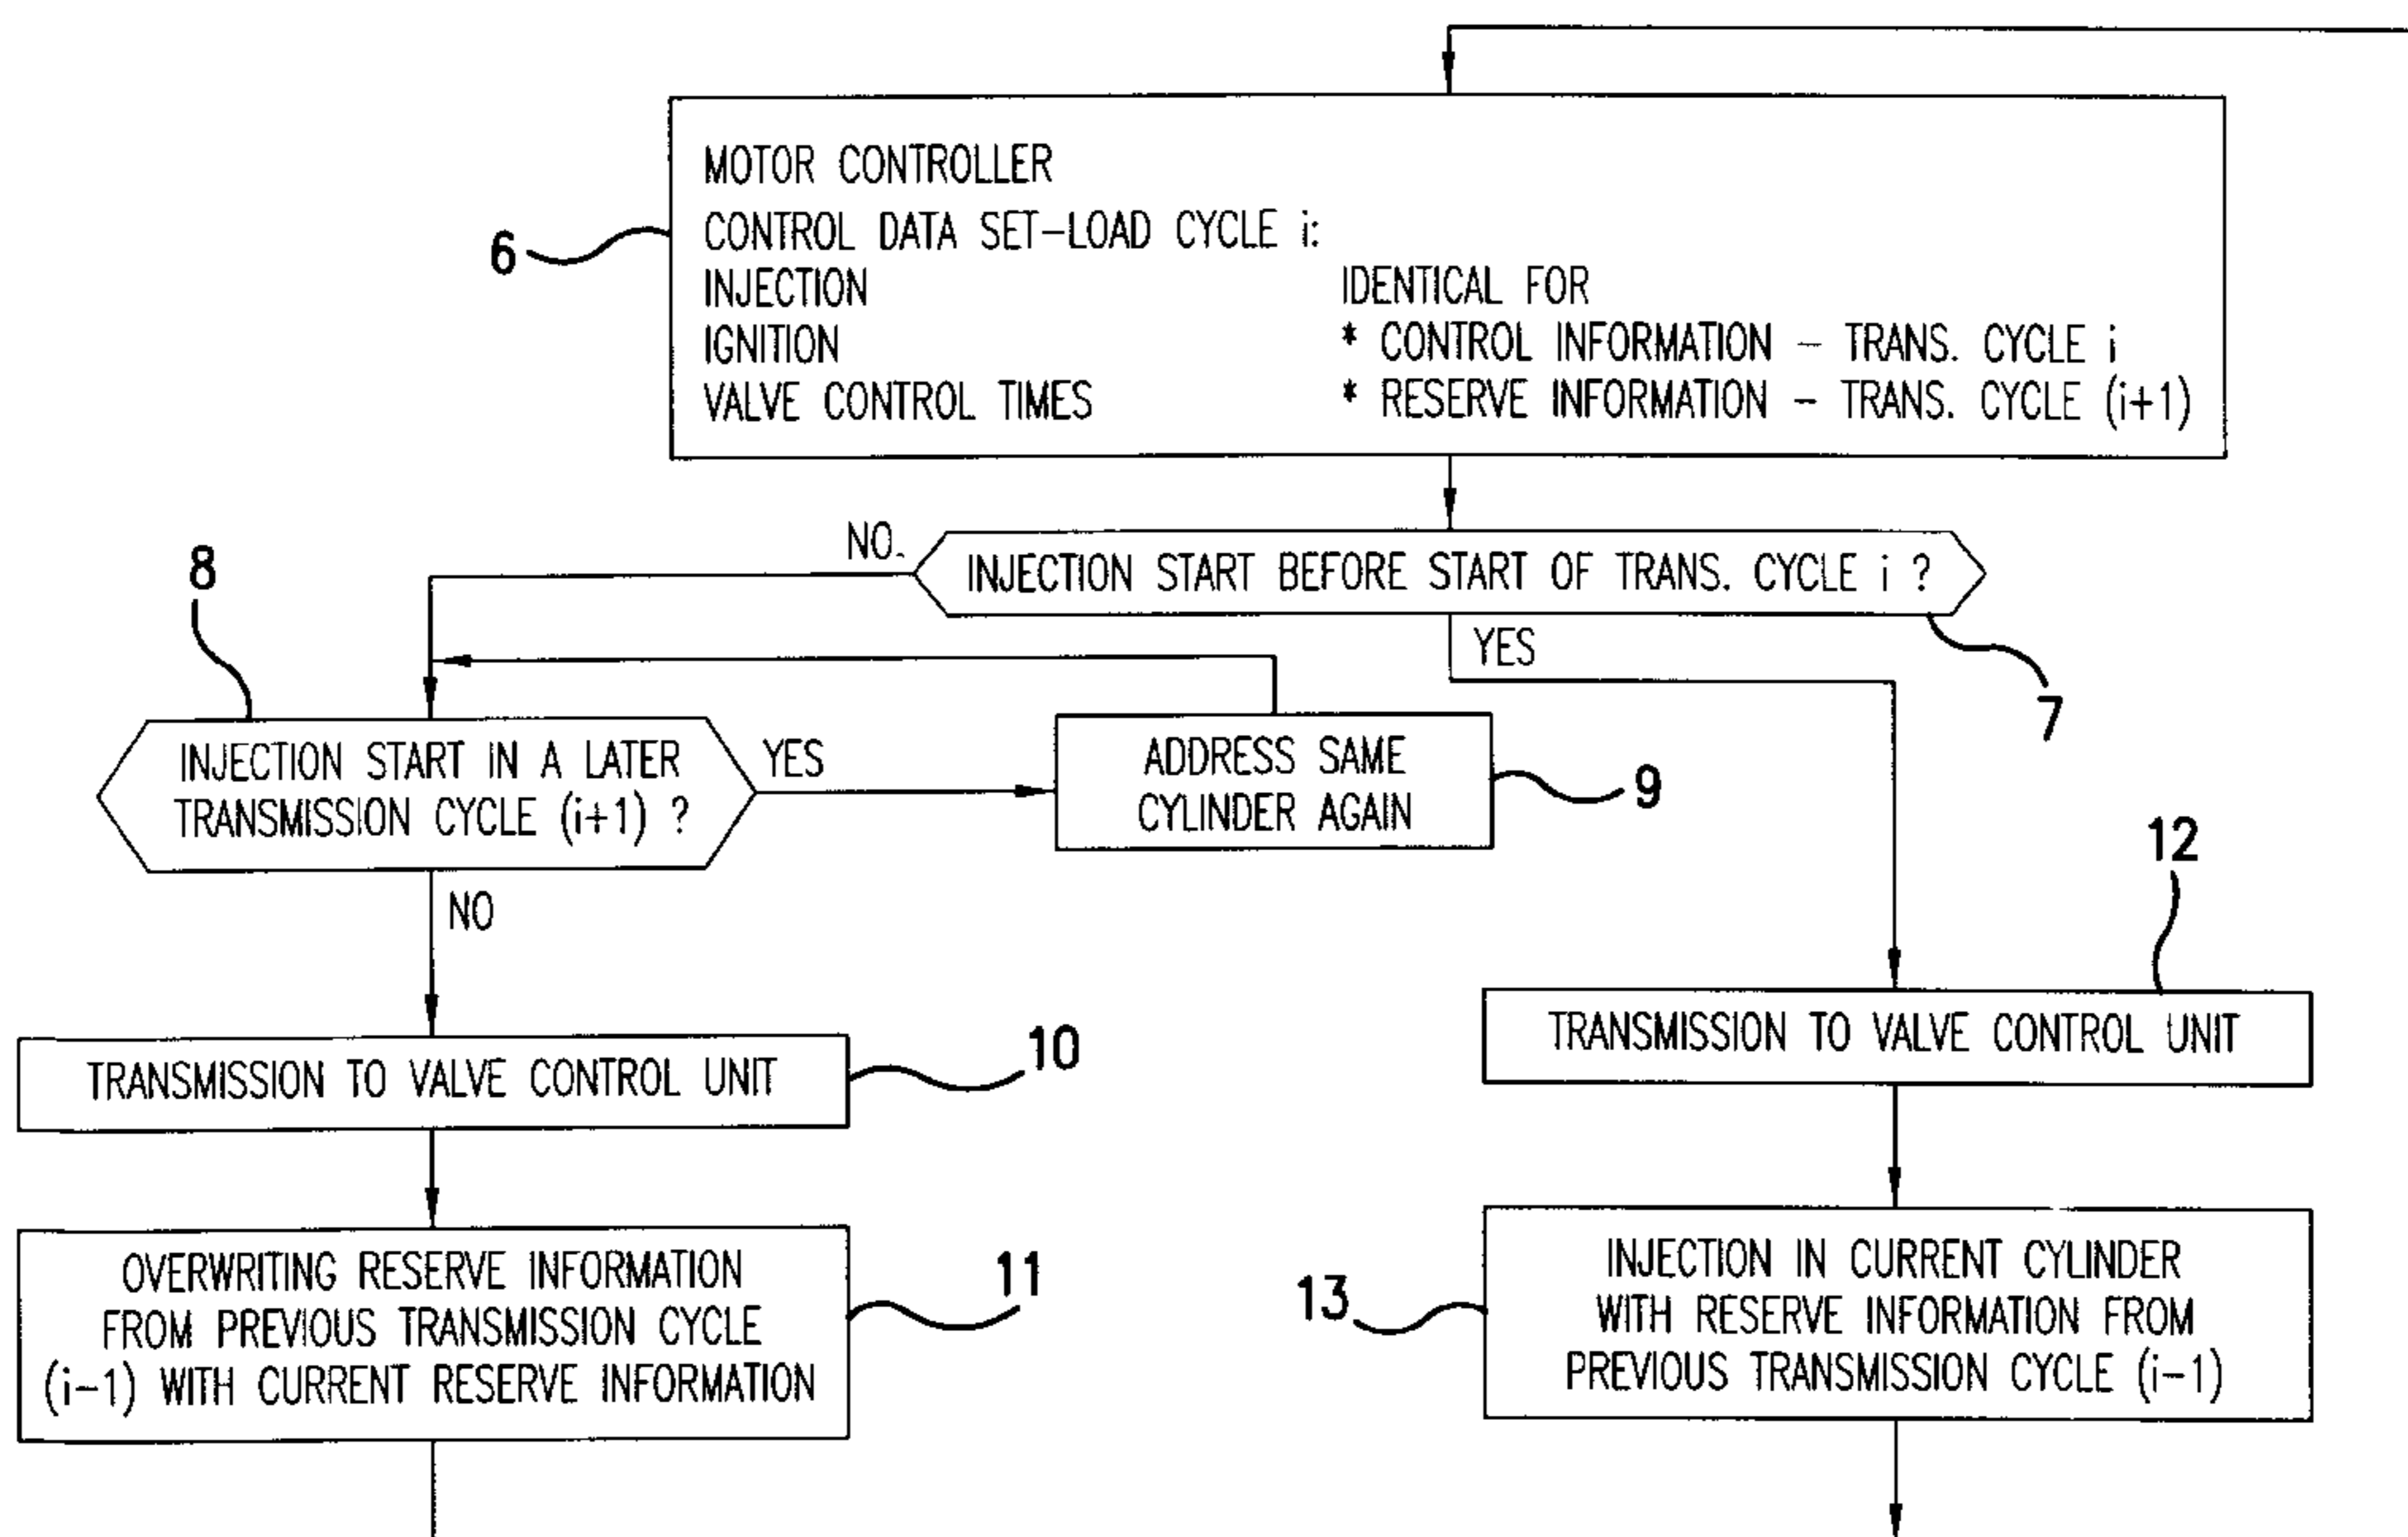 MOTOR CONTROLLER
CONTROL DATA SET-LOAD CYCLE i:
INJECTION
IGNITION
VALVE CONTROL TIMES
IDENTICAL FOR
* CONTROL INFORMATION - TRANS. CYCLE i
* RESERVE INFORMATION - TRANS. CYCLE (i+1)
6
NO.
INJECTION START BEFORE START OF TRANS. CYCLE i ?
YES
7
8
INJECTION START IN A LATER
TRANSMISSION CYCLE (i+1) ?
YES
ADDRESS SAME
CYLINDER AGAIN
9
NO
12
TRANSMISSION TO VALVE CONTROL UNIT
10
TRANSMISSION TO VALVE CONTROL UNIT
OVERWRITING RESERVE INFORMATION
FROM PREVIOUS TRANSMISSION CYCLE
(i-1) WITH CURRENT RESERVE INFORMATION
11
13
INJECTION IN CURRENT CYLINDER
WITH RESERVE INFORMATION FROM
PREVIOUS TRANSMISSION CYCLE (i-1)